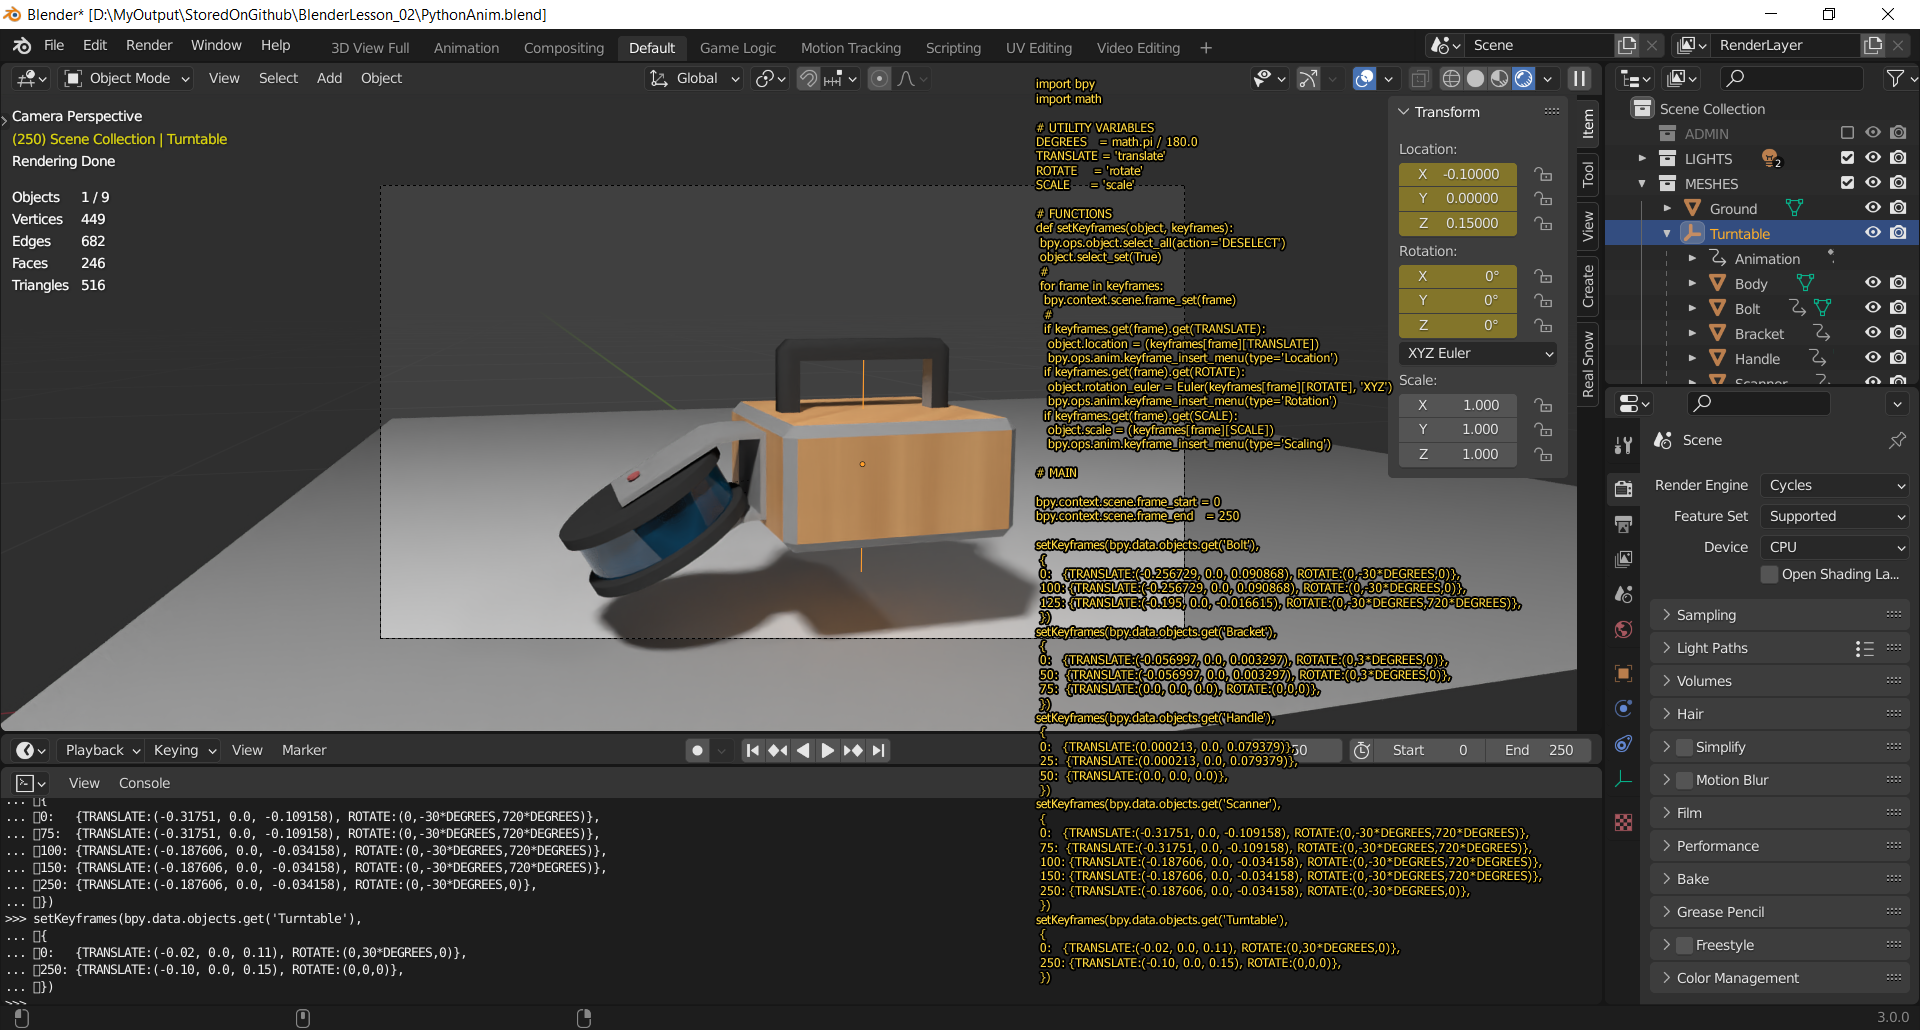 Blender* [D:\MyOutput\StoredOnGithub\BlenderLesson_02\PythonAnim.blend]
File Edit Render Window Help 3D View Full Animation Compositing Default Game Logic Motion Tracking Scripting UV Editing Video Editing + Scene RenderLayer
Object Mode View Select Add Object Global
Camera Perspective
(250) Scene Collection | Turntable
Rendering Done
Objects 1 / 9
Vertices 449
Edges 682
Faces 246
Triangles 516
import bpy
import math
# UTILITY VARIABLES
DEGREES = math.pi / 180.0
TRANSLATE = 'translate'
ROTATE = 'rotate'
SCALE = 'scale'
# FUNCTIONS
def setKeyframes(object, keyframes):
bpy.ops.object.select_all(action='DESELECT')
object.select_set(True)
#
for frame in keyframes:
bpy.context.scene.frame_set(frame)
#
if keyframes.get(frame).get(TRANSLATE):
object.location = (keyframes[frame][TRANSLATE])
bpy.ops.anim.keyframe_insert_menu(type='Location')
if keyframes.get(frame).get(ROTATE):
object.rotation_euler = Euler(keyframes[frame][ROTATE], 'XYZ')
bpy.ops.anim.keyframe_insert_menu(type='Rotation')
if keyframes.get(frame).get(SCALE):
object.scale = (keyframes[frame][SCALE])
bpy.ops.anim.keyframe_insert_menu(type='Scaling')
# MAIN
bpy.context.scene.frame_start = 0
bpy.context.scene.frame_end = 250
setKeyframes(bpy.data.objects.get('Bolt'),
{
0: {TRANSLATE:(-0.256729, 0.0, 0.090868), ROTATE:(0,-30*DEGREES,0)},
100: {TRANSLATE:(-0.256729, 0.0, 0.090868), ROTATE:(0,-30*DEGREES,0)},
125: {TRANSLATE:(-0.195, 0.0, -0.016615), ROTATE:(0,-30*DEGREES,720*DEGREES)},
})
setKeyframes(bpy.data.objects.get('Bracket'),
{
0: {TRANSLATE:(-0.056997, 0.0, 0.003297), ROTATE:(0,3*DEGREES,0)},
50: {TRANSLATE:(-0.056997, 0.0, 0.003297), ROTATE:(0,3*DEGREES,0)},
75: {TRANSLATE:(0.0, 0.0, 0.0), ROTATE:(0,0,0)},
})
setKeyframes(bpy.data.objects.get('Handle'),
{
0: {TRANSLATE:(0.000213, 0.0, 0.079379)},
25: {TRANSLATE:(0.000213, 0.0, 0.079379)},
50: {TRANSLATE:(0.0, 0.0, 0.0)},
})
setKeyframes(bpy.data.objects.get('Scanner'),
{
0: {TRANSLATE:(-0.31751, 0.0, -0.109158), ROTATE:(0,-30*DEGREES,720*DEGREES)},
75: {TRANSLATE:(-0.31751, 0.0, -0.109158), ROTATE:(0,-30*DEGREES,720*DEGREES)},
100: {TRANSLATE:(-0.187606, 0.0, -0.034158), ROTATE:(0,-30*DEGREES,720*DEGREES)},
150: {TRANSLATE:(-0.187606, 0.0, -0.034158), ROTATE:(0,-30*DEGREES,720*DEGREES)},
250: {TRANSLATE:(-0.187606, 0.0, -0.034158), ROTATE:(0,-30*DEGREES,0)},
})
setKeyframes(bpy.data.objects.get('Turntable'),
{
0: {TRANSLATE:(-0.02, 0.0, 0.11), ROTATE:(0,30*DEGREES,0)},
250: {TRANSLATE:(-0.10, 0.0, 0.15), ROTATE:(0,0,0)},
})
Transform
Location:
X -0.10000
Y 0.00000
Z 0.15000
Rotation:
X 0°
Y 0°
Z 0°
XYZ Euler
Scale:
X 1.000
Y 1.000
Z 1.000
Item
Tool
View
Create
Real Snow
Scene Collection
ADMIN
LIGHTS 2
MESHES
Ground
Turntable
Animation
Body
Bolt
Bracket
Handle
Scanner
Scene
Render Engine Cycles
Feature Set Supported
Device CPU
Open Shading La...
Sampling
Light Paths
Volumes
Hair
Simplify
Motion Blur
Film
Performance
Bake
Grease Pencil
Freestyle
Color Management
Playback Keying View Marker 50 Start 0 End 250
View Console
... {
... 0: {TRANSLATE:(-0.31751, 0.0, -0.109158), ROTATE:(0,-30*DEGREES,720*DEGREES)},
... 75: {TRANSLATE:(-0.31751, 0.0, -0.109158), ROTATE:(0,-30*DEGREES,720*DEGREES)},
... 100: {TRANSLATE:(-0.187606, 0.0, -0.034158), ROTATE:(0,-30*DEGREES,720*DEGREES)},
... 150: {TRANSLATE:(-0.187606, 0.0, -0.034158), ROTATE:(0,-30*DEGREES,720*DEGREES)},
... 250: {TRANSLATE:(-0.187606, 0.0, -0.034158), ROTATE:(0,-30*DEGREES,0)},
... })
>>> setKeyframes(bpy.data.objects.get('Turntable'),
... {
... 0: {TRANSLATE:(-0.02, 0.0, 0.11), ROTATE:(0,30*DEGREES,0)},
... 250: {TRANSLATE:(-0.10, 0.0, 0.15), ROTATE:(0,0,0)},
... })
>>>
3.0.0